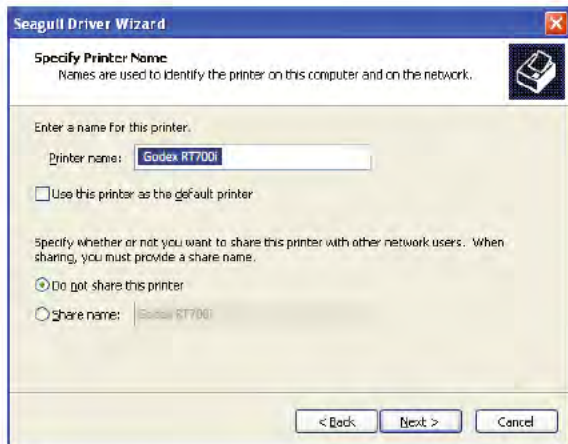 Seagull Driver Wizard
Specify Printer Name
Names are used to identify the printer on this computer and on the network.
Enter a name for this printer.
Printer name: Godex RT700i
Use this printer as the default printer
Specify whether or not you want to share this printer with other network users. When
sharing, you must provide a share name.
Do not share this printer
Share name: Godex RT700i
< Back Next > Cancel